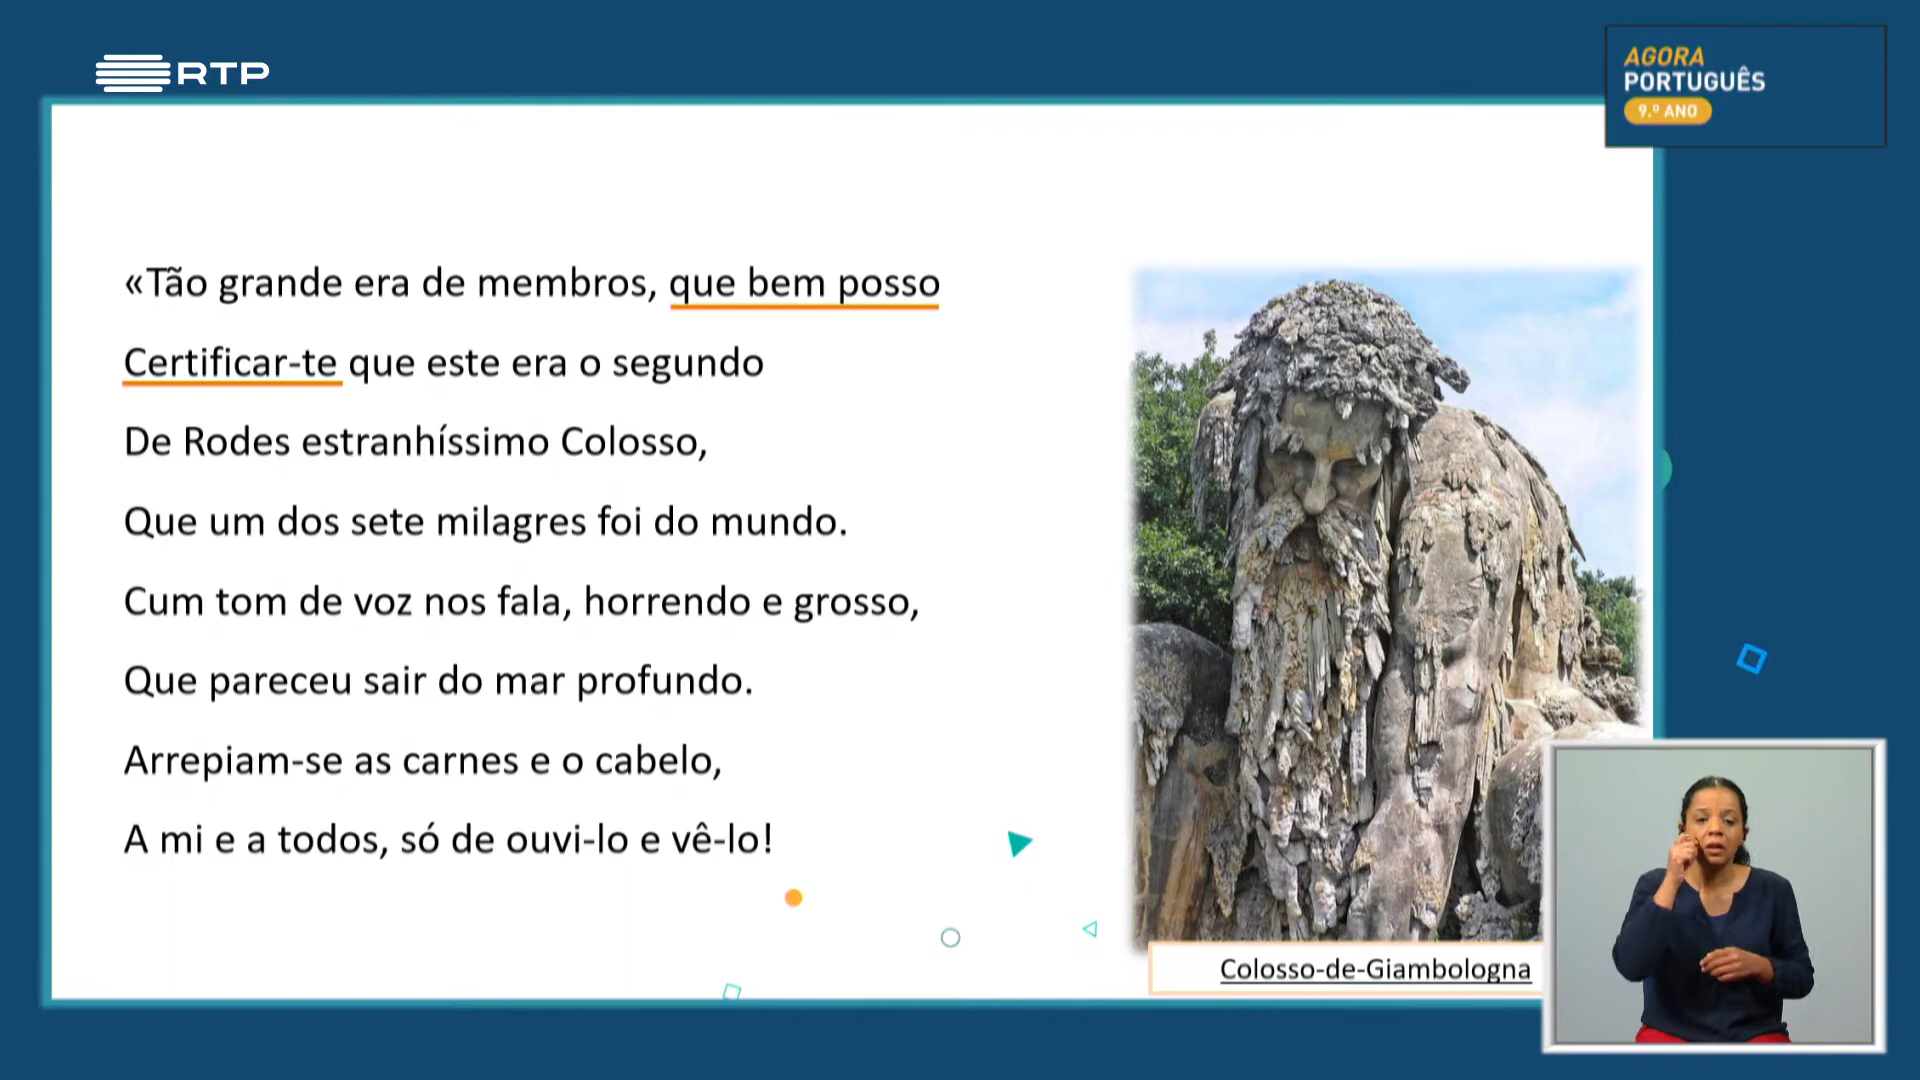 RTP
AGORA
PORTUGUÊS
9.º ANO
«Tão grande era de membros, que bem posso
Certificar-te que este era o segundo
De Rodes estranhíssimo Colosso,
Que um dos sete milagres foi do mundo.
Cum tom de voz nos fala, horrendo e grosso,
Que pareceu sair do mar profundo.
Arrepiam-se as carnes e o cabelo,
A mi e a todos, só de ouvi-lo e vê-lo!
Colosso-de-Giambologna